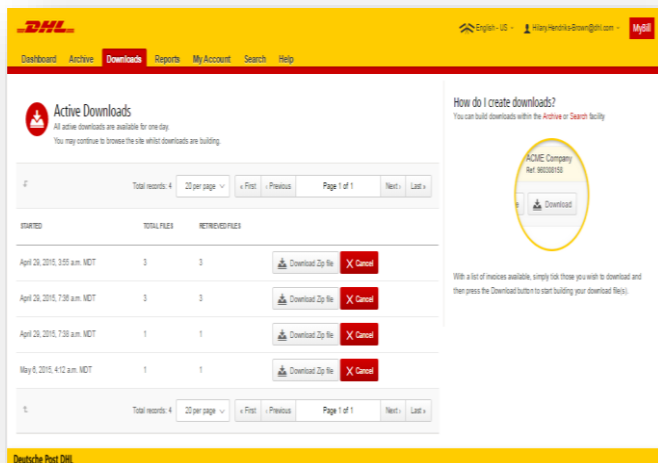 DHL
English - US
Hilary.Hendriks-Brown@dhl.com
MyBill
Dashboard Archive Downloads Reports My Account Search Help
Active Downloads
All active downloads are available for one day.
You may continue to browse the site whilst downloads are building.
Total records: 4 20 per page « First ‹ Previous Page 1 of 1 Next › Last »
STARTED TOTAL FILES RETRIEVED FILES
April 29, 2015, 3:55 a.m. MDT 3 3 Download Zip file X Cancel
April 29, 2015, 7:36 a.m. MDT 3 3 Download Zip file X Cancel
April 29, 2015, 7:38 a.m. MDT 1 1 Download Zip file X Cancel
May 6, 2015, 4:12 a.m. MDT 1 1 Download Zip file X Cancel
Total records: 4 20 per page « First ‹ Previous Page 1 of 1 Next › Last »
How do I create downloads?
You can build downloads within the Archive or Search facility
ACME Company
Download
With a list of invoices available, simply tick those you wish to download and
then press the Download button to start building your download file(s).
Deutsche Post DHL